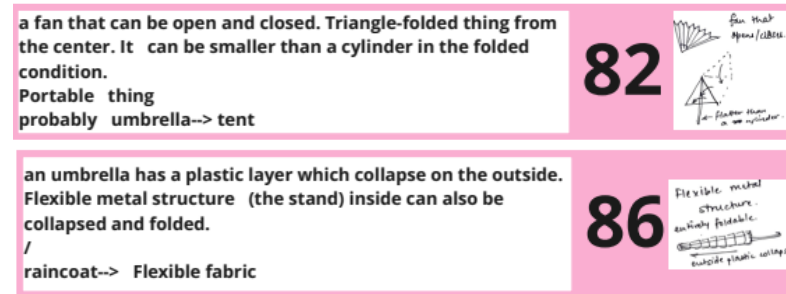 a fan that can be open and closed. Triangle-folded thing from
the center. It can be smaller than a cylinder in the folded
condition.
Portable thing
probably umbrella--> tent
82
fan that
opens/closes.
flatter than
a cylinder.
an umbrella has a plastic layer which collapse on the outside.
Flexible metal structure (the stand) inside can also be
collapsed and folded.
/
raincoat--> Flexible fabric
86
Flexible metal
structure.
entirely foldable
outside plastic